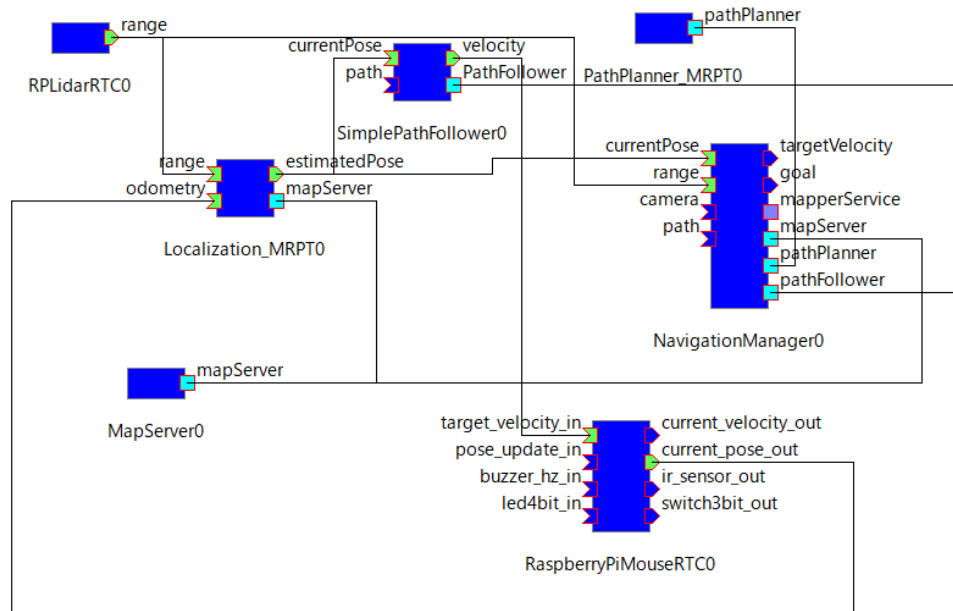 range
RPLidarRTC0
currentPose
path
velocity
PathFollower
SimplePathFollower0
pathPlanner
PathPlanner_MRPT0
range
odometry
estimatedPose
mapServer
Localization_MRPT0
currentPose
range
camera
path
targetVelocity
goal
mapperService
mapServer
pathPlanner
pathFollower
NavigationManager0
mapServer
MapServer0
target_velocity_in
pose_update_in
buzzer_hz_in
led4bit_in
current_velocity_out
current_pose_out
ir_sensor_out
switch3bit_out
RaspberryPiMouseRTC0